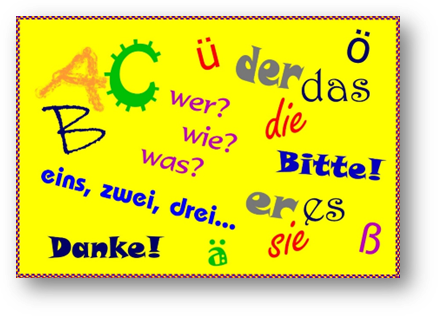 A C
B
ü
ö
der das
die
wer?
wie?
was?
Bitte!
eins, zwei, drei...
er es
sie
ß
Danke!
ä